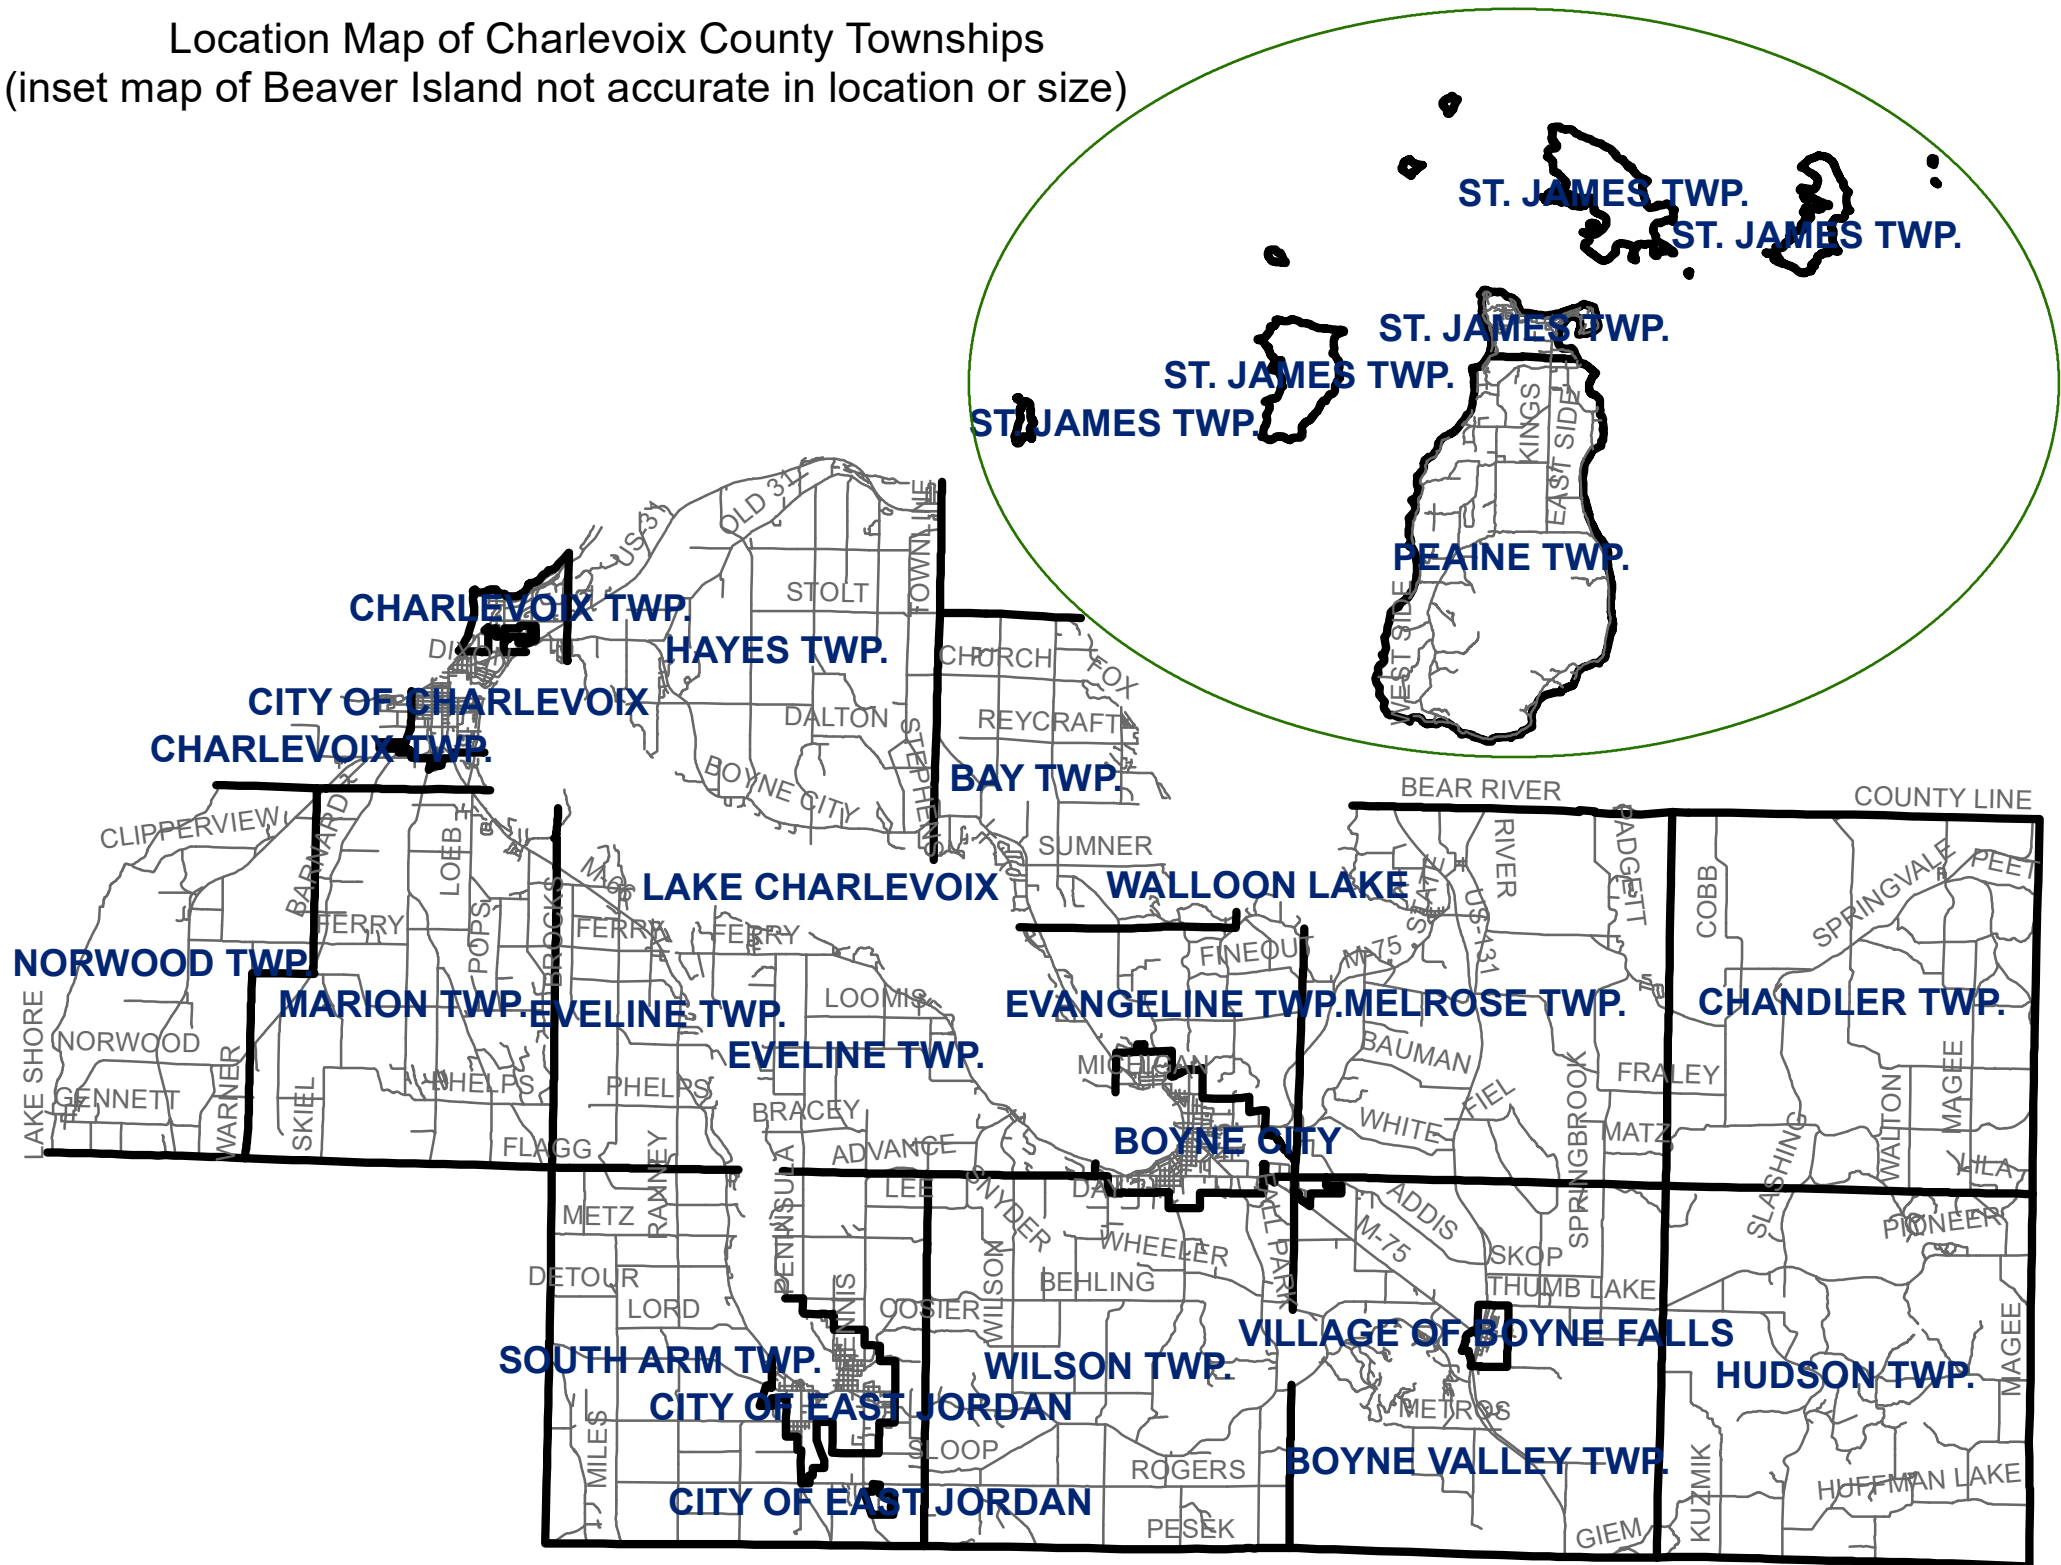 Location Map of Charlevoix County Townships
(inset map of Beaver Island not accurate in location or size)
ST. JAMES TWP.
ST. JAMES TWP.
ST. JAMES TWP.
ST. JAMES TWP.
ST. JAMES TWP.
KINGS
EAST SIDE
PEAINE TWP.
WEST SIDE
OLD 31
US-31
TOWNLINE
STOLT
CHARLEVOIX TWP.
DIXON
HAYES TWP.
CHURCH
FOX
CITY OF CHARLEVOIX
DALTON
REYCRAFT
CHARLEVOIX TWP.
STEPHENS
BOYNE CITY
BAY TWP.
BEAR RIVER
COUNTY LINE
CLIPPERVIEW
BARNARD
LOEB
M-66
SUMNER
RIVER
PADGETT
COBB
SPRINGVALE
PEET
LAKE CHARLEVOIX
WALLOON LAKE
STATE
US-131
FERRY
POPS
BROCKS
FERRY
FERRY
FINEOUT
M-75
NORWOOD TWP.
MARION TWP.
EVELINE TWP.
LOOMIS
EVANGELINE TWP.
MELROSE TWP.
CHANDLER TWP.
LAKE SHORE
NORWOOD
EVELINE TWP.
MICHIGAN
BAUMAN
FRALEY
MAGEE
GENNETT
WARNER
SKIEL
PHELPS
PHELPS
BRACEY
WHITE
FIEL
SPRINGBROOK
MATZ
WALTON
SLASHING
FLAGG
RANNEY
ADVANCE
BOYNE CITY
LILA
PENINSULA
LEE
SNYDER
DAY
EMIL PARK
ADDIS
M-75
METZ
WHEELER
SKOP
PIONEER
DETOUR
WILSON
BEHLING
THUMB LAKE
LORD
OOSIER
ENNIS
VILLAGE OF BOYNE FALLS
MAGEE
SOUTH ARM TWP.
WILSON TWP.
HUDSON TWP.
CITY OF EAST JORDAN
METROS
MILES
SLOOP
ROGERS
BOYNE VALLEY TWP.
KUZMIK
HUFFMAN LAKE
CITY OF EAST JORDAN
PESEK
GIEM